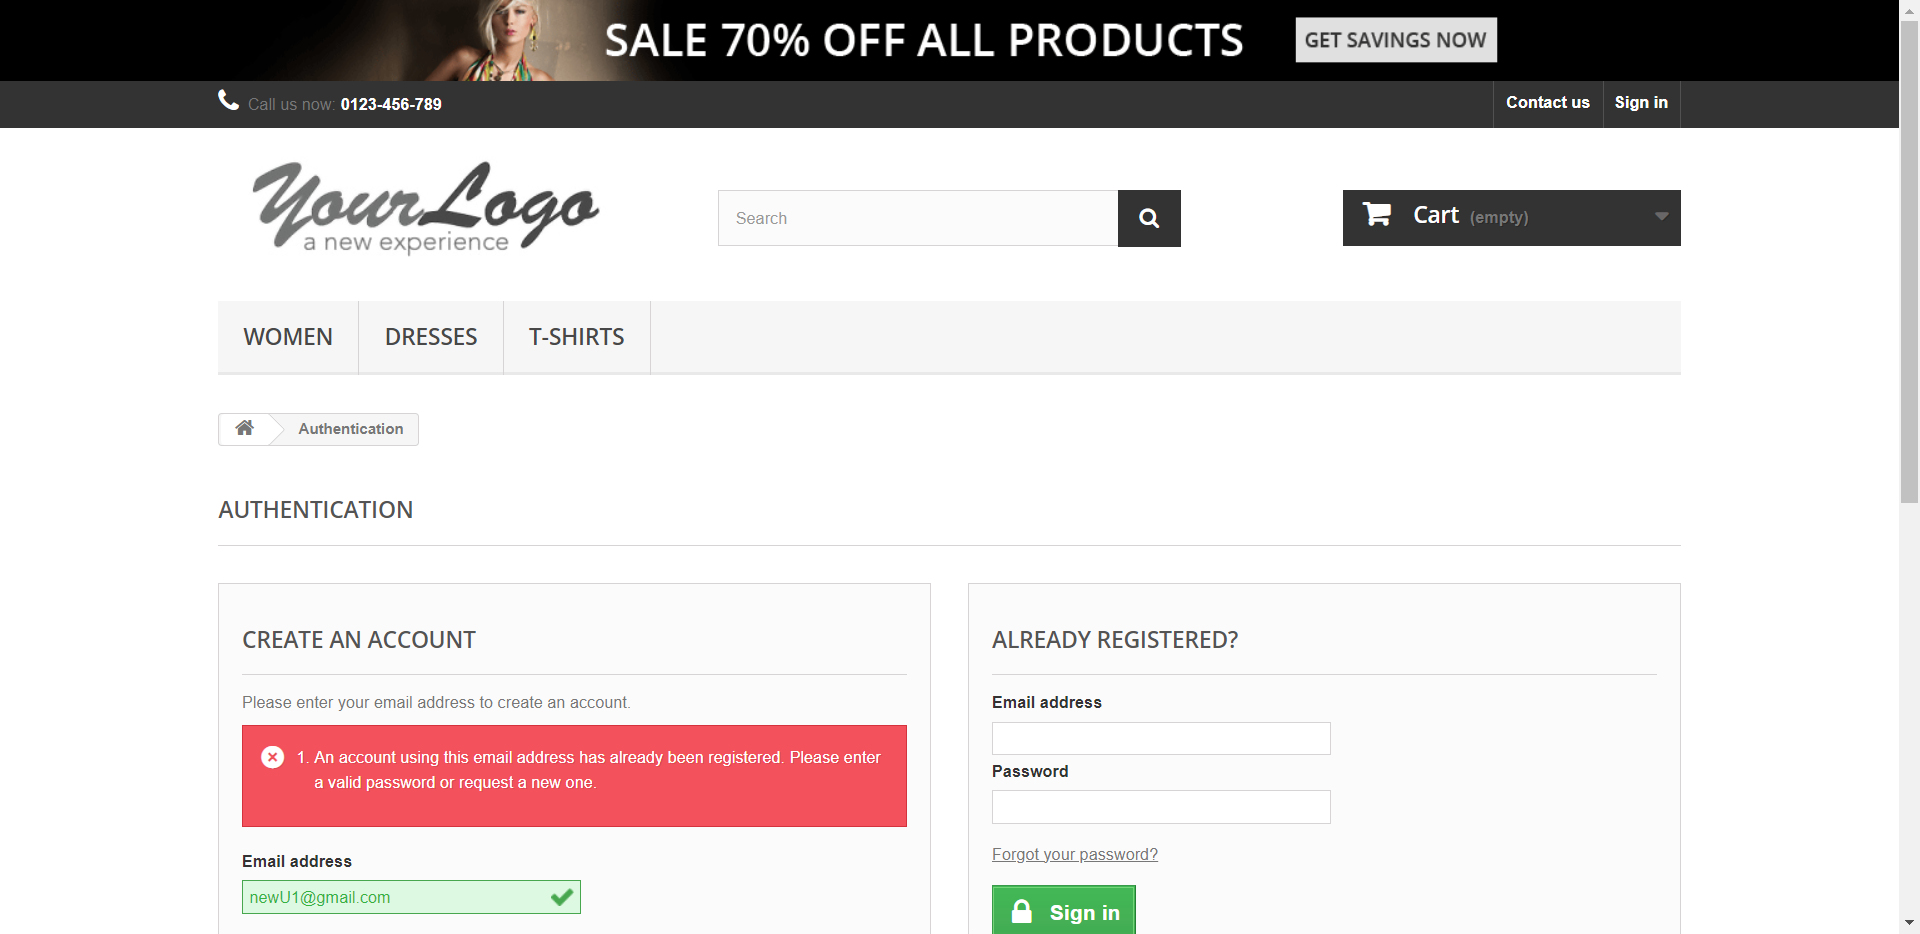 SALE 70% OFF ALL PRODUCTS GET SAVINGS NOW
Call us now: 0123-456-789 Contact us Sign in
YourLogo
a new experience
Search
Cart (empty)
WOMEN DRESSES T-SHIRTS
Authentication
AUTHENTICATION
CREATE AN ACCOUNT
Please enter your email address to create an account.
1. An account using this email address has already been registered. Please enter
a valid password or request a new one.
Email address
newU1@gmail.com
ALREADY REGISTERED?
Email address
Password
Forgot your password?
Sign in